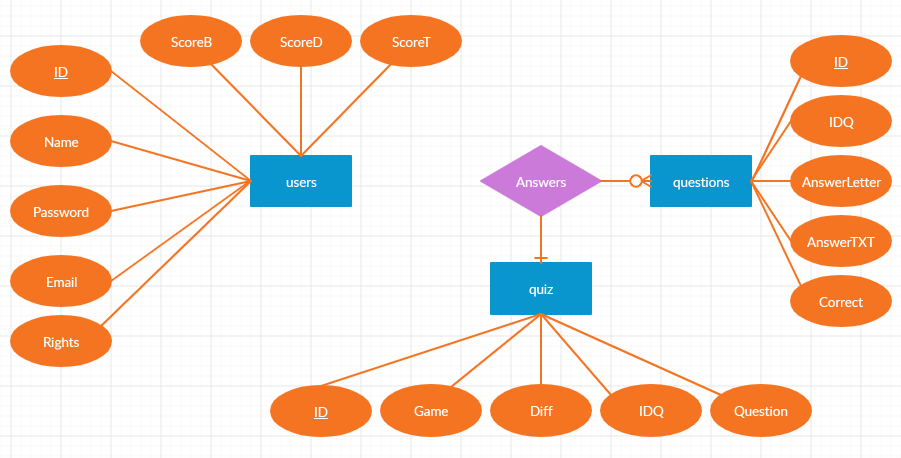 ScoreB
ScoreD
ScoreT
ID
ID
Name
IDQ
users
Answers
questions
AnswerLetter
Password
AnswerTXT
Email
quiz
Correct
Rights
ID
Game
Diff
IDQ
Question